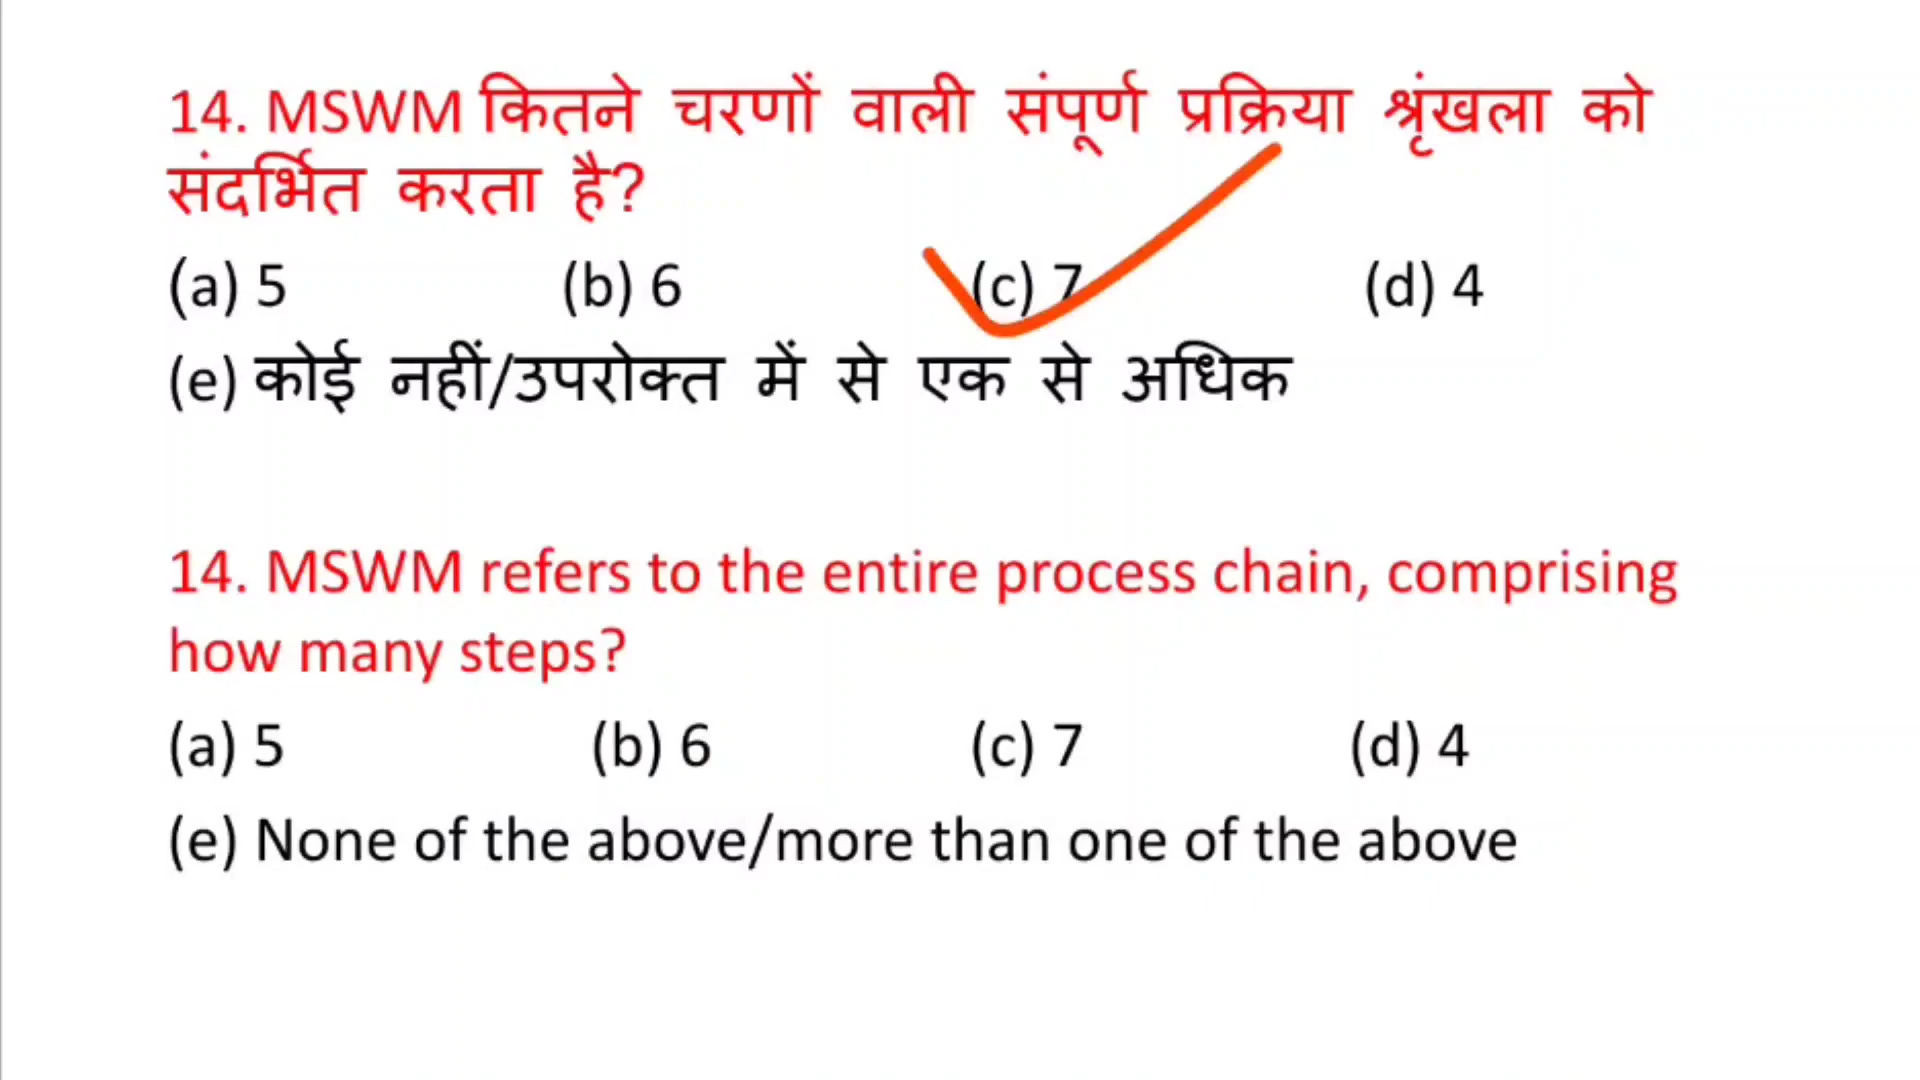 14. MSWM कितने चरणों वाली संपूर्ण प्रक्रिया श्रृंखला को
संदर्भित करता है?
(a) 5 (b) 6 (c) 7 (d) 4
(e) कोई नहीं/उपरोक्त में से एक से अधिक
14. MSWM refers to the entire process chain, comprising
how many steps?
(a) 5 (b) 6 (c) 7 (d) 4
(e) None of the above/more than one of the above